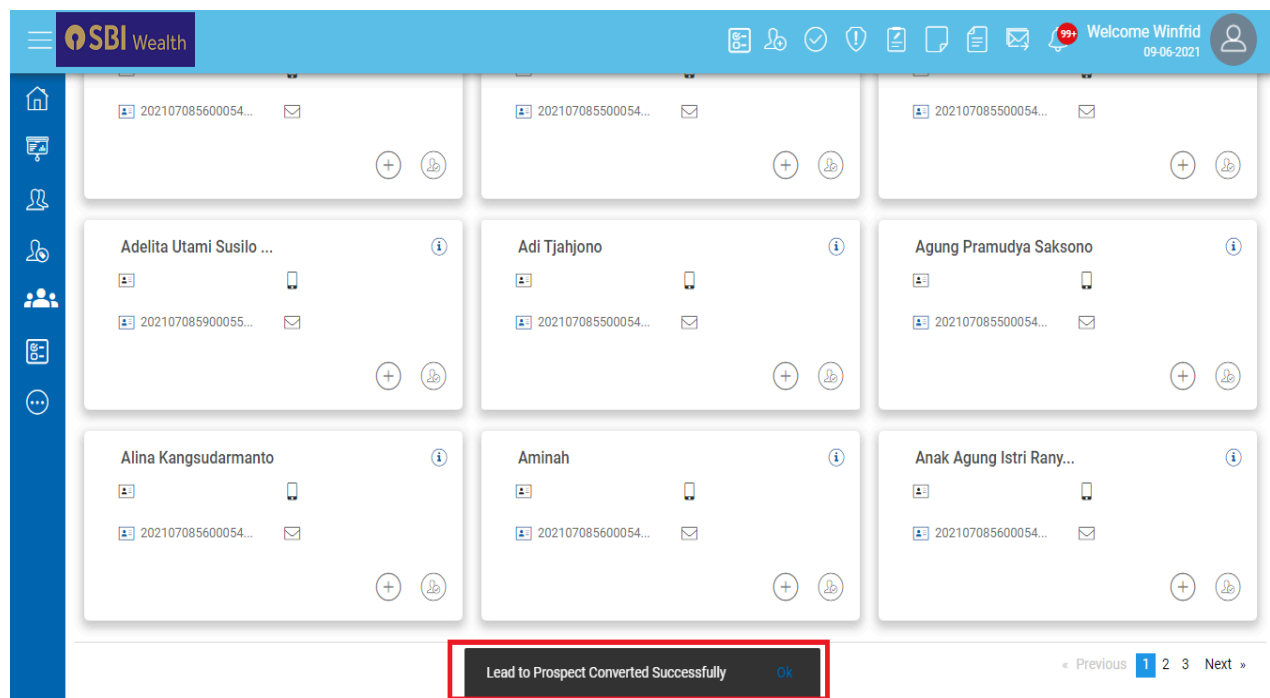 SBI Wealth
99+
Welcome Winfrid
09-06-2021
202107085600054...
202107085500054...
202107085500054...
Adelita Utami Susilo ...
Adi Tjahjono
Agung Pramudya Saksono
202107085900055...
202107085500054...
202107085500054...
Alina Kangsudarmanto
Aminah
Anak Agung Istri Rany...
202107085600054...
202107085600054...
202107085600054...
Lead to Prospect Converted Successfully Ok
« Previous 1 2 3 Next »